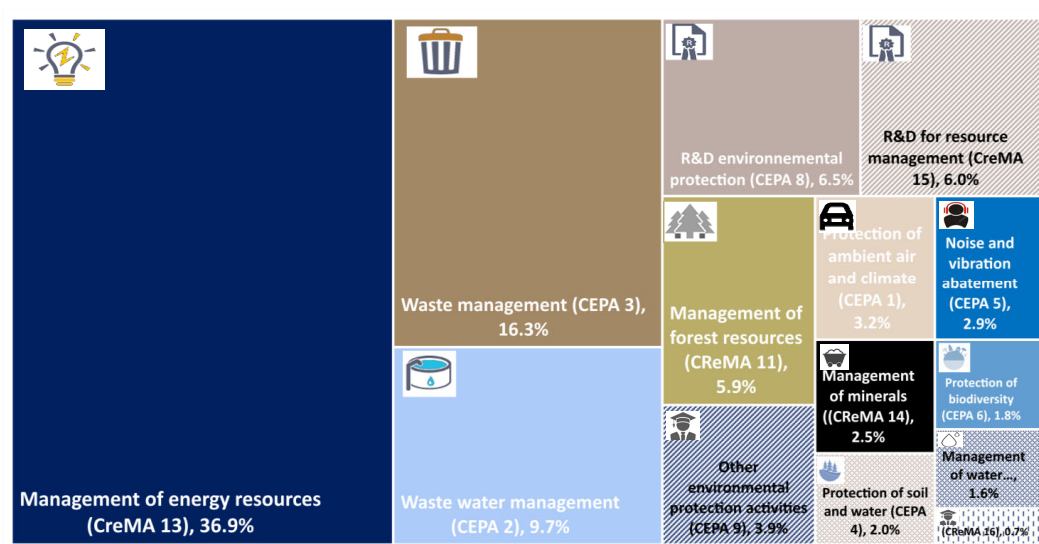 Management of energy resources
(CreMA 13), 36.9%
Waste management (CEPA 3),
16.3%
Waste water management
(CEPA 2), 9.7%
R&D environnemental
protection (CEPA 8), 6.5%
R&D for resource
management (CreMA
15), 6.0%
Management of
forest resources
(CReMA 11),
5.9%
Other
environmental
protection activities
(CEPA 9), 3.9%
Protection of
ambient air
and climate
(CEPA 1),
3.2%
Noise and
vibration
abatement
(CEPA 5),
2.9%
Management
of minerals
((CReMA 14),
2.5%
Protection of soil
and water (CEPA
4), 2.0%
Protection of
biodiversity
(CEPA 6), 1.8%
Management
of water...,
1.6%
(CReMA 16), 0.7%